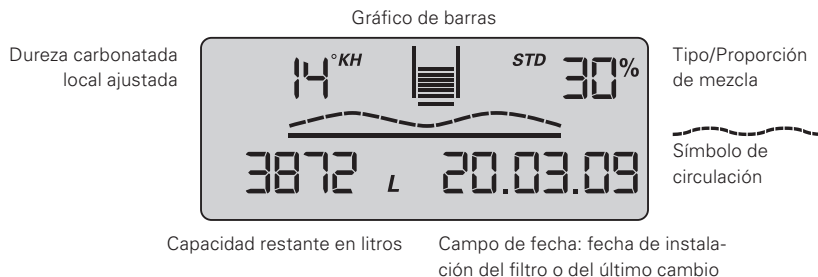 Gráfico de barras
Dureza carbonatada
local ajustada
14 °KH
STD 30%
Tipo/Proporción
de mezcla
3872 L 20.03.09
Símbolo de
circulación
Capacidad restante en litros
Campo de fecha: fecha de instala-
ción del filtro o del último cambio